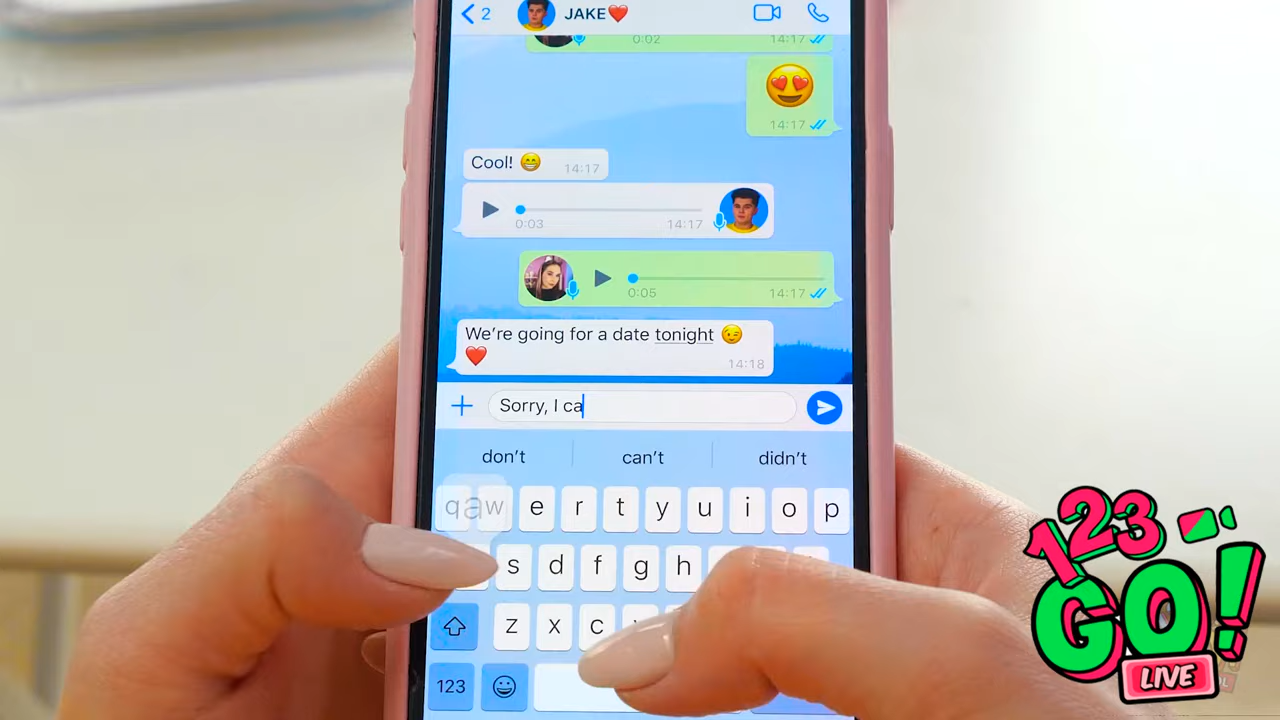 2
JAKE❤️
0:02
14:17
😍
14:17
Cool! 😁
14:17
0:03
14:17
0:05
14:17
We’re going for a date tonight 😉
❤️
14:18
Sorry, I ca
don’t can’t didn’t
q a w e r t y u i o p
s d f g h
z x c
123
123
GO!
LIVE